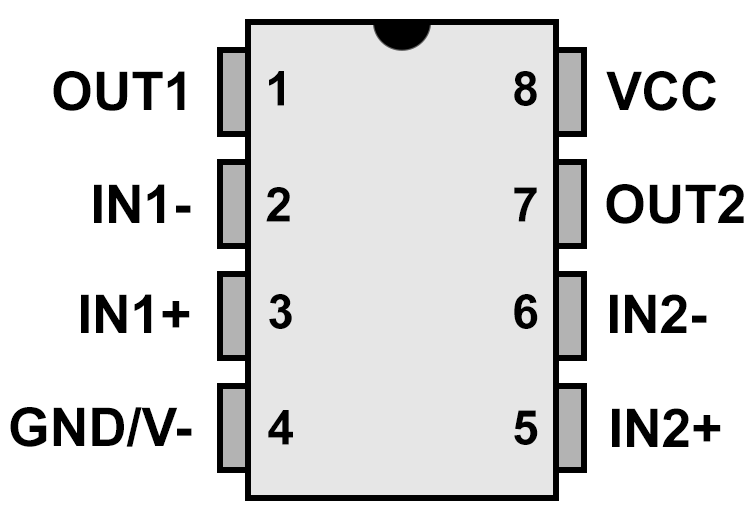 OUT1 1 8 VCC
IN1- 2 7 OUT2
IN1+ 3 6 IN2-
GND/V- 4 5 IN2+